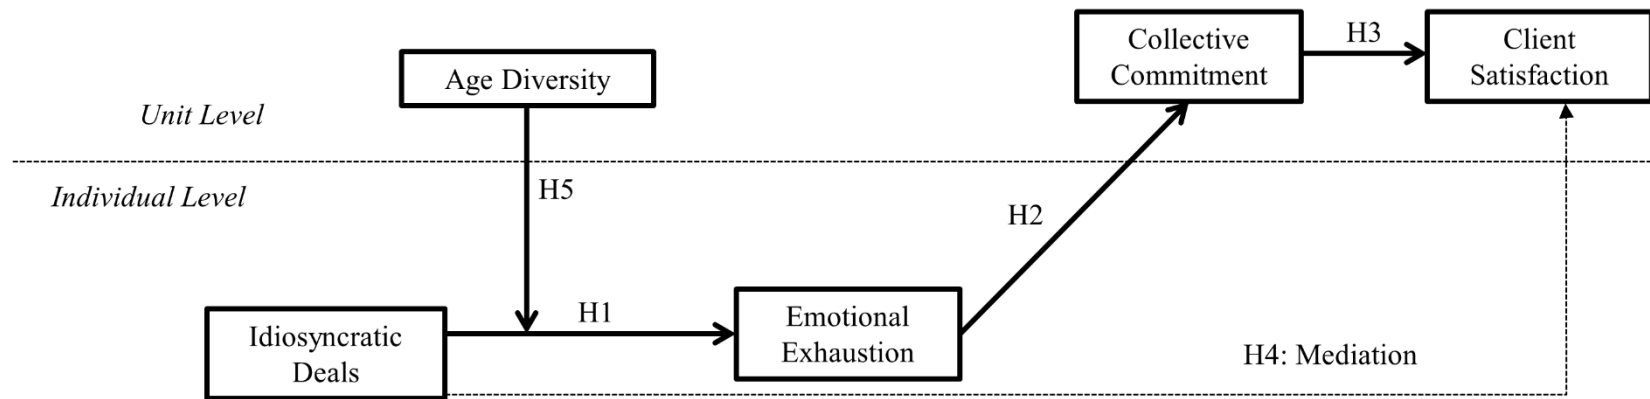 Age Diversity
Collective
Commitment
H3
Client
Satisfaction
Unit Level
Individual Level
H5
H2
Idiosyncratic
Deals
H1
Emotional
Exhaustion
H4: Mediation